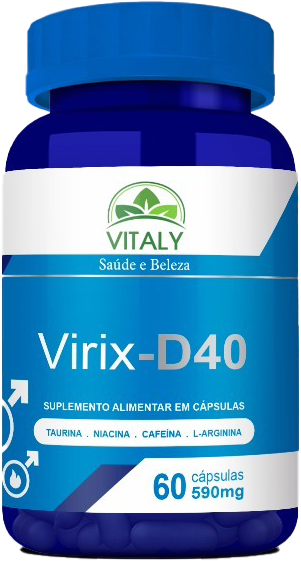 VITALY
Saúde e Beleza
Virix-D40
SUPLEMENTO ALIMENTAR EM CÁPSULAS
TAURINA . NIACINA . CAFEÍNA . L-ARGININA
60 cápsulas
590mg